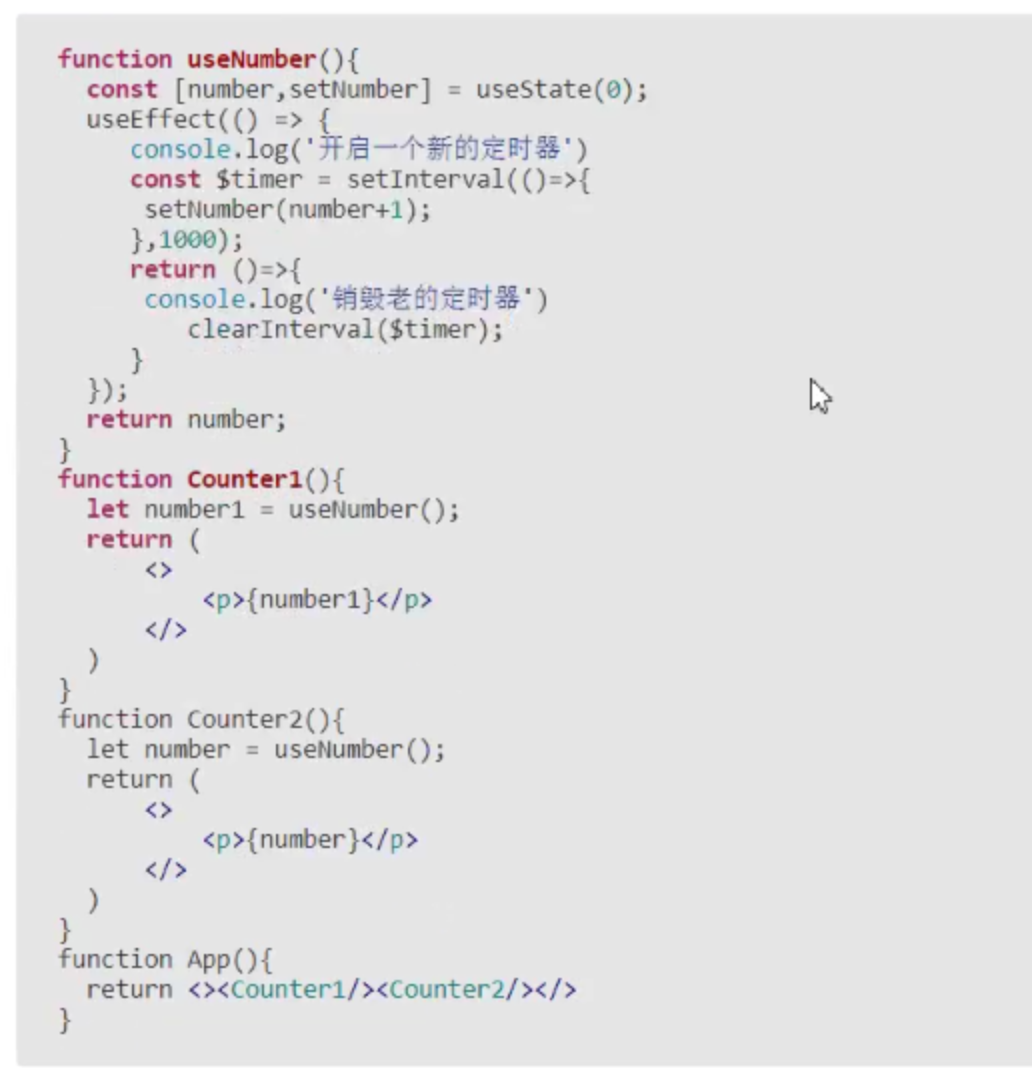 function useNumber(){
  const [number,setNumber] = useState(0);
  useEffect(() => {
     console.log('开启一个新的定时器')
     const $timer = setInterval(()=>{
      setNumber(number+1);
     },1000);
     return ()=>{
      console.log('销毁老的定时器')
         clearInterval($timer);
     }
  });
  return number;
}
function Counter1(){
  let number1 = useNumber();
  return (
      <>
          <p>{number1}</p>
      </>
  )
}
function Counter2(){
  let number = useNumber();
  return (
      <>
          <p>{number}</p>
      </>
  )
}
function App(){
  return <><Counter1/><Counter2/></>
}